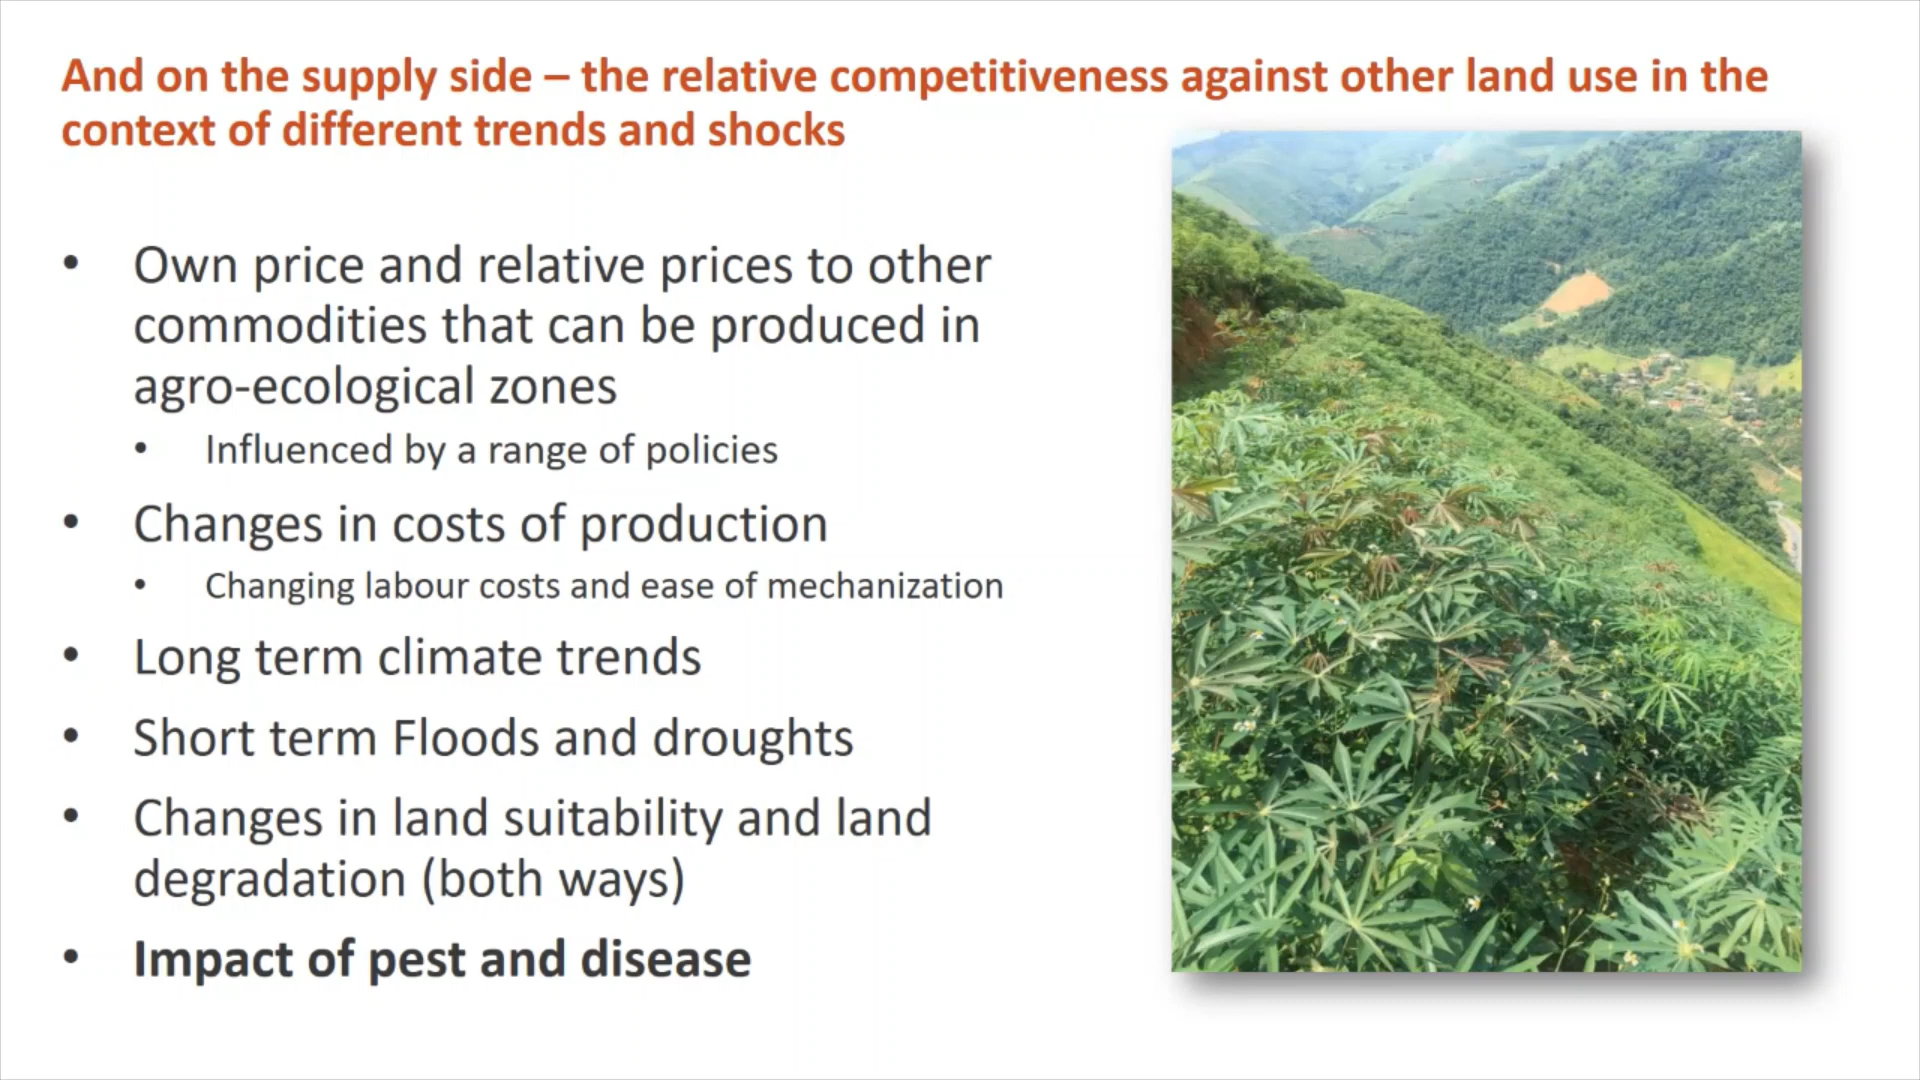 And on the supply side – the relative competitiveness against other land use in the
context of different trends and shocks
• Own price and relative prices to other
commodities that can be produced in
agro-ecological zones
• Influenced by a range of policies
• Changes in costs of production
• Changing labour costs and ease of mechanization
• Long term climate trends
• Short term Floods and droughts
• Changes in land suitability and land
degradation (both ways)
• Impact of pest and disease